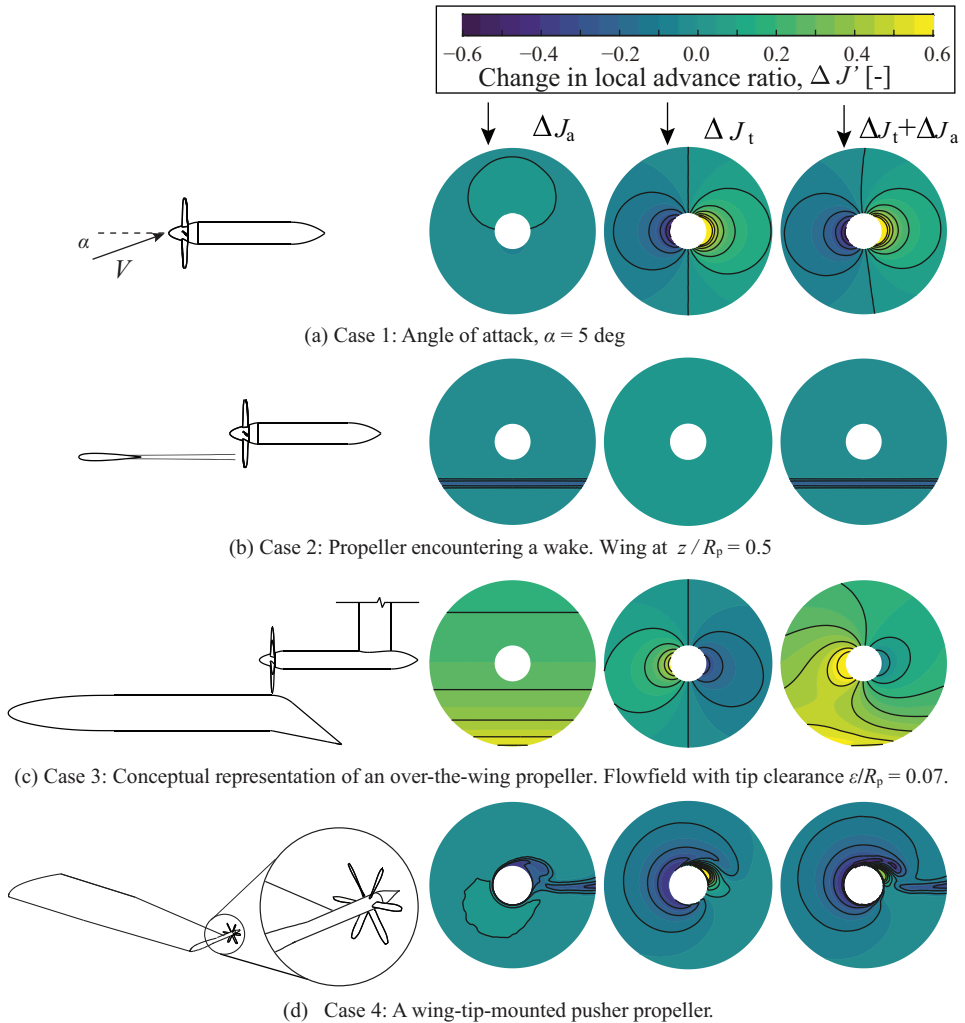 −0.6 −0.4 −0.2 0.0 0.2 0.4 0.6
Change in local advance ratio, Δ J’ [-]
ΔJa ΔJt ΔJt+ΔJa
α
V
(a) Case 1: Angle of attack, α = 5 deg
(b) Case 2: Propeller encountering a wake. Wing at z / Rp = 0.5
(c) Case 3: Conceptual representation of an over-the-wing propeller. Flowfield with tip clearance ε/Rp = 0.07.
(d) Case 4: A wing-tip-mounted pusher propeller.